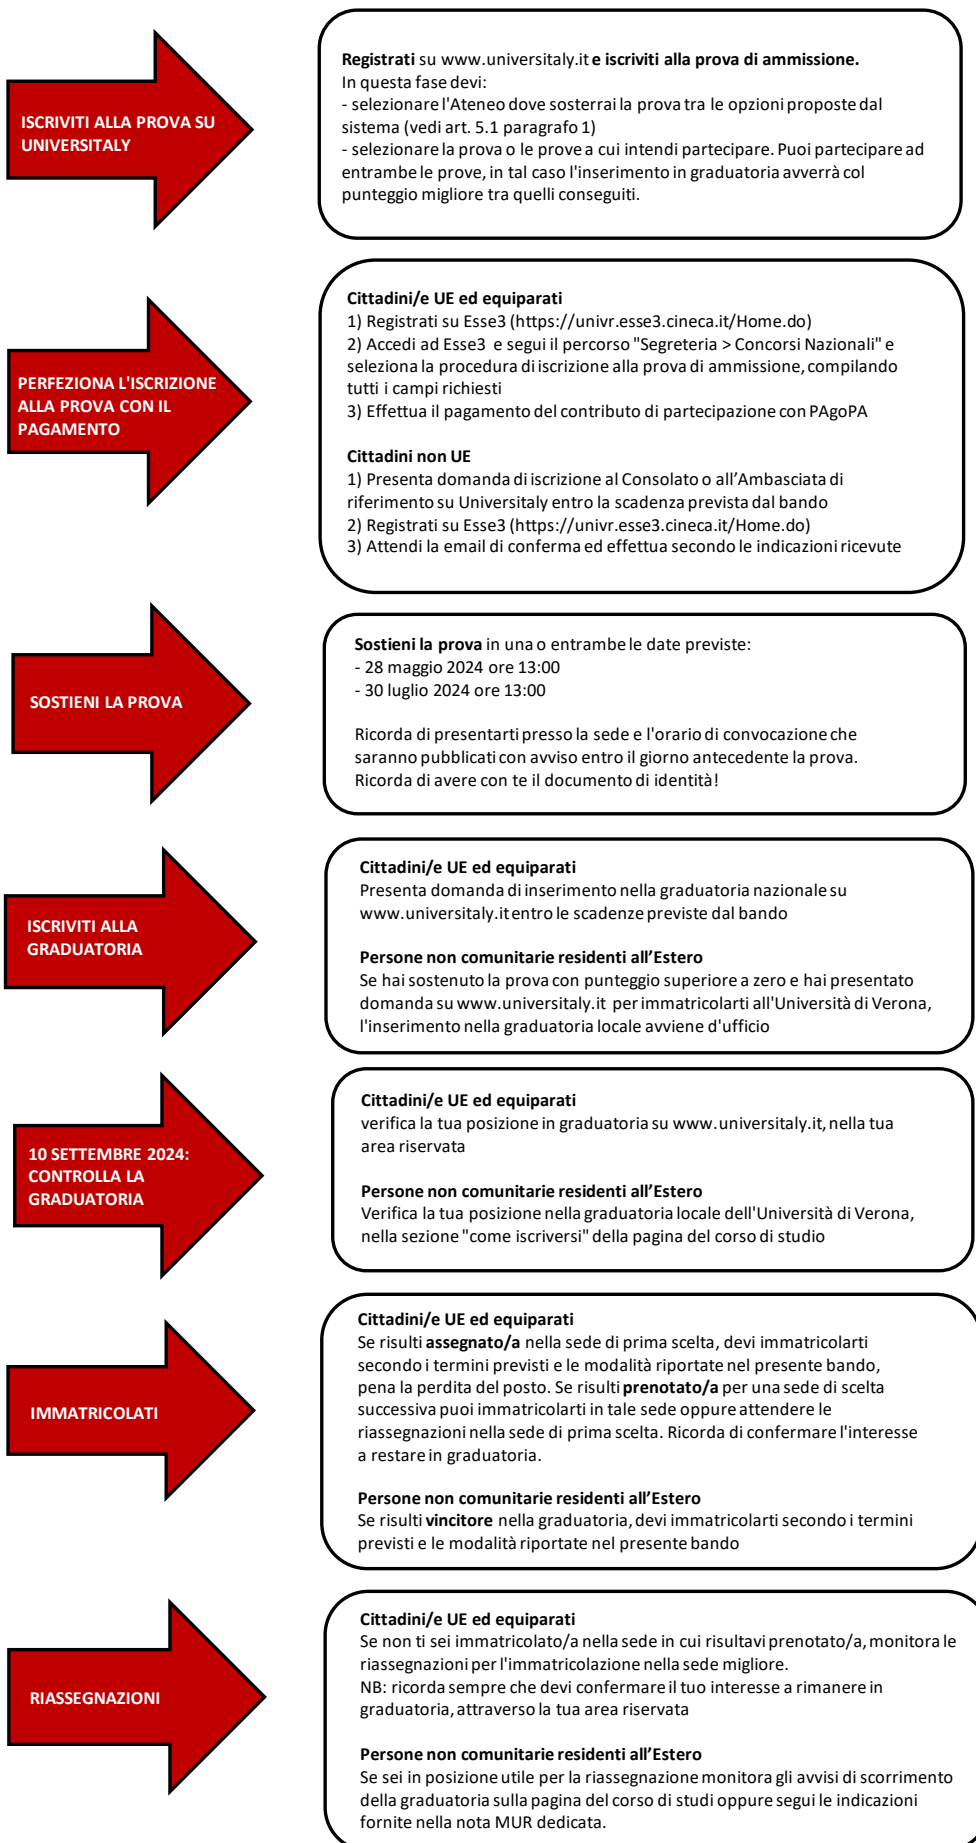 ISCRIVITI ALLA PROVA SU
UNIVERSITALY
Registrati su www.universitaly.it e iscriviti alla prova di ammissione.
In questa fase devi:
- selezionare l'Ateneo dove sosterrai la prova tra le opzioni proposte dal
sistema (vedi art. 5.1 paragrafo 1)
- selezionare la prova o le prove a cui intendi partecipare. Puoi partecipare ad
entrambe le prove, in tal caso l'inserimento in graduatoria avverrà col
punteggio migliore tra quelli conseguiti.
PERFEZIONA L'ISCRIZIONE
ALLA PROVA CON IL
PAGAMENTO
Cittadini/e UE ed equiparati
1) Registrati su Esse3 (https://univr.esse3.cineca.it/Home.do)
2) Accedi ad Esse3 e segui il percorso "Segreteria > Concorsi Nazionali" e
seleziona la procedura di iscrizione alla prova di ammissione, compilando
tutti i campi richiesti
3) Effettua il pagamento del contributo di partecipazione con PAgoPA
Cittadini non UE
1) Presenta domanda di iscrizione al Consolato o all’Ambasciata di
riferimento su Universitaly entro la scadenza prevista dal bando
2) Registrati su Esse3 (https://univr.esse3.cineca.it/Home.do)
3) Attendi la email di conferma ed effettua secondo le indicazioni ricevute
SOSTIENI LA PROVA
Sostieni la prova in una o entrambe le date previste:
- 28 maggio 2024 ore 13:00
- 30 luglio 2024 ore 13:00
Ricorda di presentarti presso la sede e l'orario di convocazione che
saranno pubblicati con avviso entro il giorno antecedente la prova.
Ricorda di avere con te il documento di identità!
ISCRIVITI ALLA
GRADUATORIA
Cittadini/e UE ed equiparati
Presenta domanda di inserimento nella graduatoria nazionale su
www.universitaly.it entro le scadenze previste dal bando
Persone non comunitarie residenti all’Estero
Se hai sostenuto la prova con punteggio superiore a zero e hai presentato
domanda su www.universitaly.it per immatricolarti all'Università di Verona,
l'inserimento nella graduatoria locale avviene d'ufficio
10 SETTEMBRE 2024:
CONTROLLA LA
GRADUATORIA
Cittadini/e UE ed equiparati
verifica la tua posizione in graduatoria su www.universitaly.it, nella tua
area riservata
Persone non comunitarie residenti all’Estero
Verifica la tua posizione nella graduatoria locale dell'Università di Verona,
nella sezione "come iscriversi" della pagina del corso di studio
IMMATRICOLATI
Cittadini/e UE ed equiparati
Se risulti assegnato/a nella sede di prima scelta, devi immatricolarti
secondo i termini previsti e le modalità riportate nel presente bando,
pena la perdita del posto. Se risulti prenotato/a per una sede di scelta
successiva puoi immatricolarti in tale sede oppure attendere le
riassegnazioni nella sede di prima scelta. Ricorda di confermare l'interesse
a restare in graduatoria.
Persone non comunitarie residenti all’Estero
Se risulti vincitore nella graduatoria, devi immatricolarti secondo i termini
previsti e le modalità riportate nel presente bando
RIASSEGNAZIONI
Cittadini/e UE ed equiparati
Se non ti sei immatricolato/a nella sede in cui risultavi prenotato/a, monitora le
riassegnazioni per l'immatricolazione nella sede migliore.
NB: ricorda sempre che devi confermare il tuo interesse a rimanere in
graduatoria, attraverso la tua area riservata
Persone non comunitarie residenti all’Estero
Se sei in posizione utile per la riassegnazione monitora gli avvisi di scorrimento
della graduatoria sulla pagina del corso di studi oppure segui le indicazioni
fornite nella nota MUR dedicata.